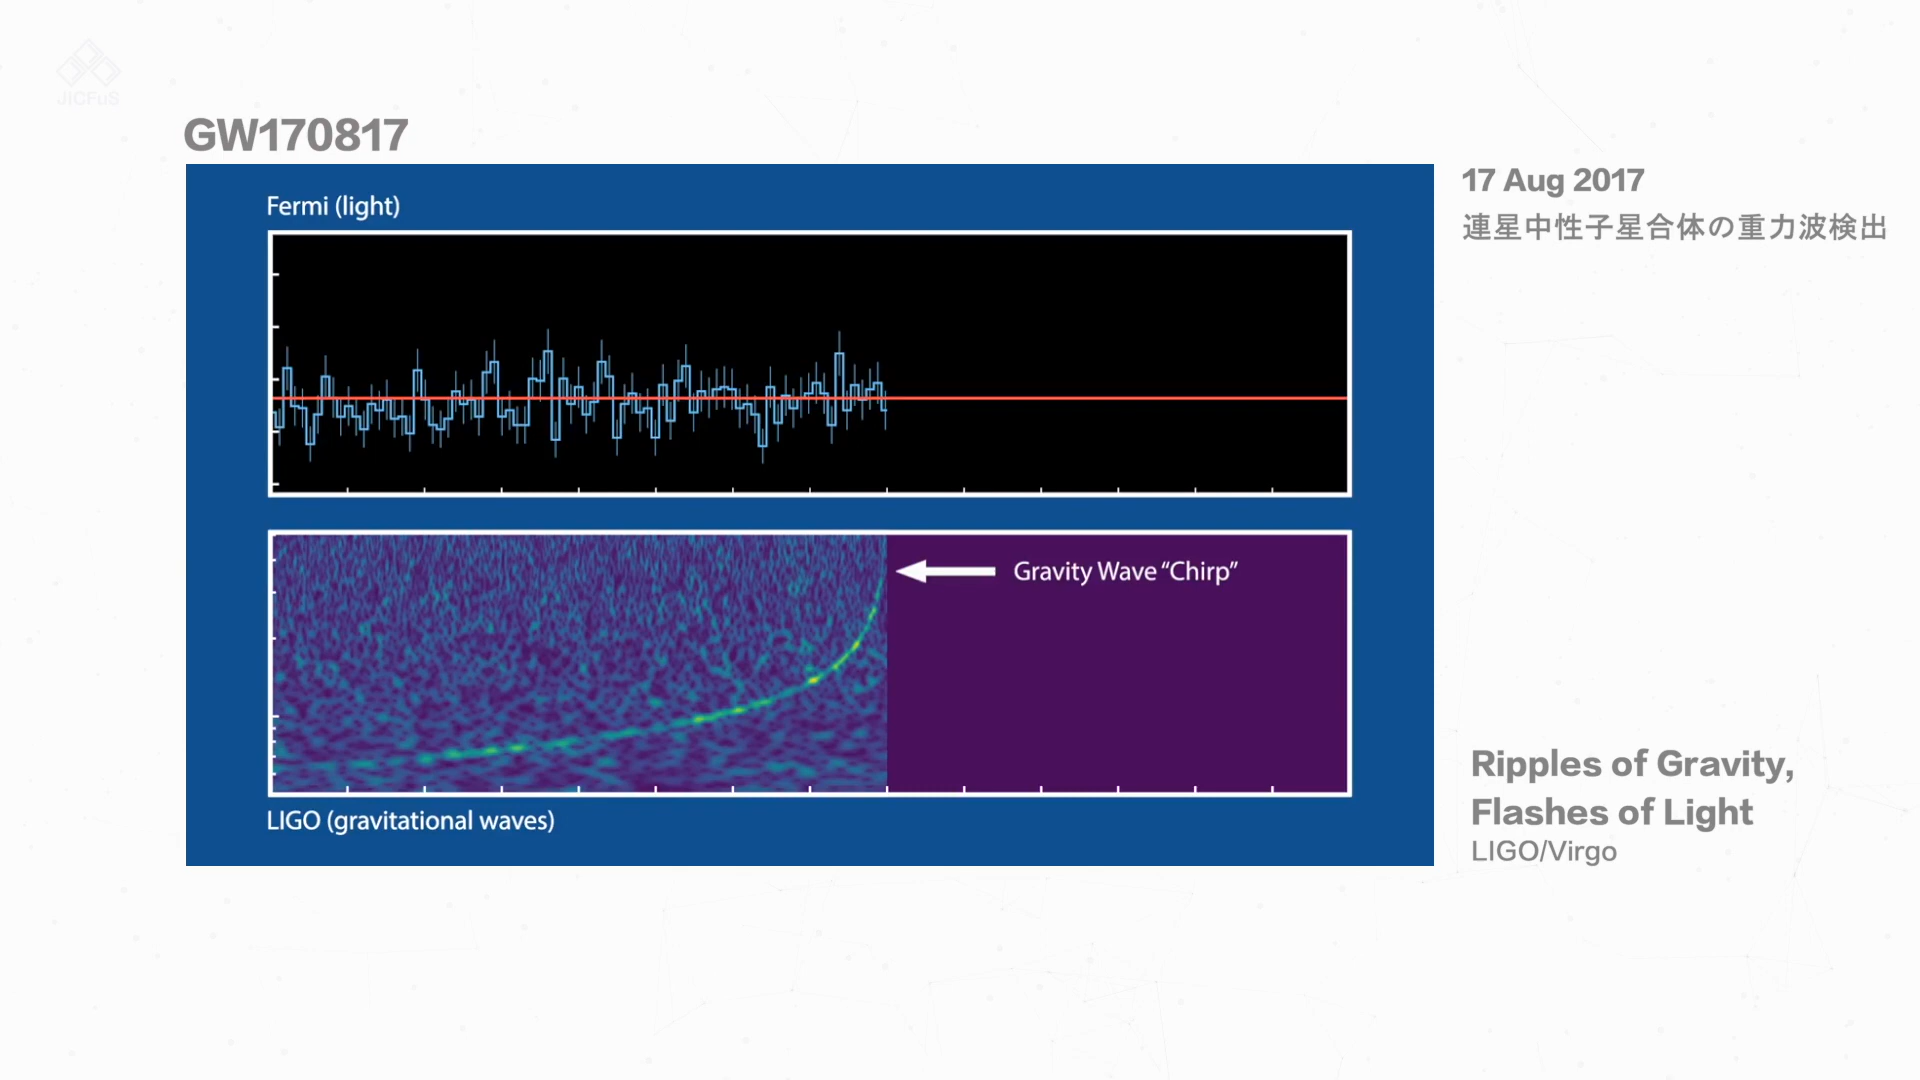 JICFuS
GW170817
Fermi (light)
17 Aug 2017
連星中性子星合体の重力波検出
Gravity Wave “Chirp”
LIGO (gravitational waves)
Ripples of Gravity,
Flashes of Light
LIGO/Virgo